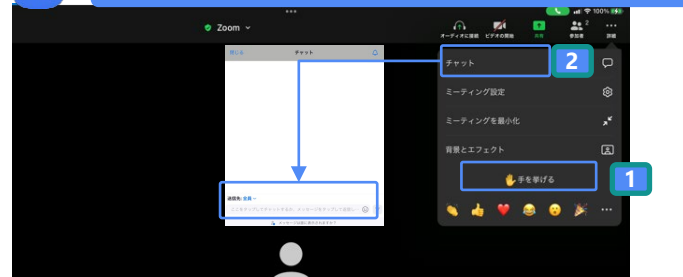 100%
Zoom
2
オーディオに接続 ビデオの開始 共有 参加者 詳細
閉じる チャット
チャット
2
ミーティング設定
ミーティングを最小化
背景とエフェクト
手を挙げる
1
送信先: 全員